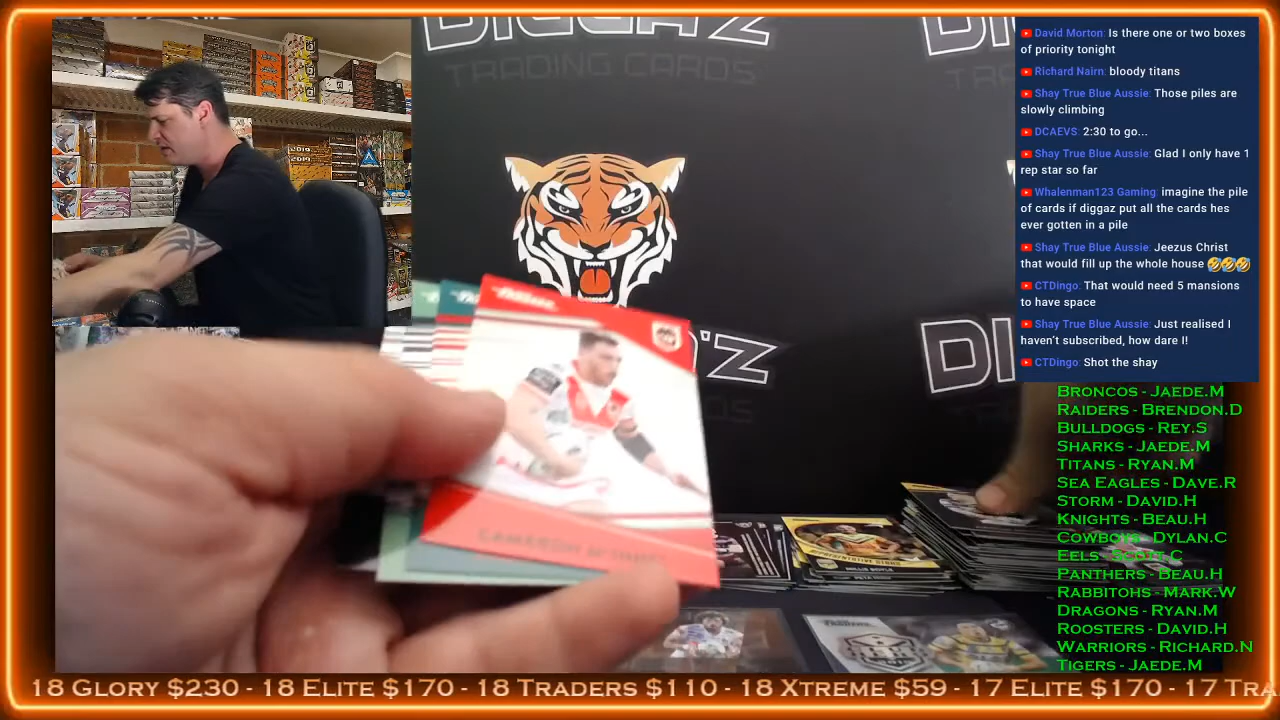 DIGGAZ
TRADING CARDS
David Morton: Is there one or two boxes
of priority tonight
Richard Nairn: bloody titans
Shay True Blue Aussie: Those piles are
slowly climbing
DCAEVS: 2:30 to go...
Shay True Blue Aussie: Glad I only have 1
rep star so far
Whalenman123 Gaming: imagine the pile
of cards if diggaz put all the cards hes
ever gotten in a pile
Shay True Blue Aussie: Jeezus Christ
that would fill up the whole house 🤣🤣🤣
CTDingo: That would need 5 mansions
to have space
Shay True Blue Aussie: Just realised I
haven't subscribed, how dare I!
CTDingo: Shot the shay
Broncos - Jaede.M
Raiders - Brendon.D
Bulldogs - Rey.S
Sharks - Jaede.M
Titans - Ryan.M
Sea Eagles - Dave.R
Storm - David.H
Knights - Beau.H
Cowboys - Dylan.C
Eels - Scott.C
Panthers - Beau.H
Rabbitohs - Mark.W
Dragons - Ryan.M
Roosters - David.H
Warriors - Richard.N
Tigers - Jaede.M
2019
2019
CAMERON
18 Glory $230 - 18 Elite $170 - 18 Traders $110 - 18 Xtreme $59 - 17 Elite $170 - 17 Tra